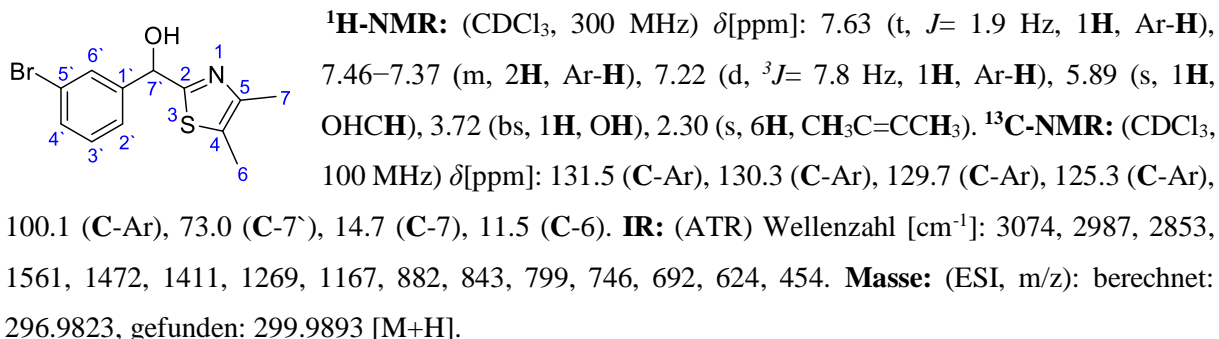 OH
Br
N
S
1
2
3
4
5
6
7
1`
2`
3`
4`
5`
6`
7`
¹H-NMR: (CDCl₃, 300 MHz) δ[ppm]: 7.63 (t, J= 1.9 Hz, 1H, Ar-H),
7.46−7.37 (m, 2H, Ar-H), 7.22 (d, ³J= 7.8 Hz, 1H, Ar-H), 5.89 (s, 1H,
OHCH), 3.72 (bs, 1H, OH), 2.30 (s, 6H, CH₃C=CCH₃). ¹³C-NMR: (CDCl₃,
100 MHz) δ[ppm]: 131.5 (C-Ar), 130.3 (C-Ar), 129.7 (C-Ar), 125.3 (C-Ar),
100.1 (C-Ar), 73.0 (C-7`), 14.7 (C-7), 11.5 (C-6). IR: (ATR) Wellenzahl [cm⁻¹]: 3074, 2987, 2853,
1561, 1472, 1411, 1269, 1167, 882, 843, 799, 746, 692, 624, 454. Masse: (ESI, m/z): berechnet:
296.9823, gefunden: 299.9893 [M+H].